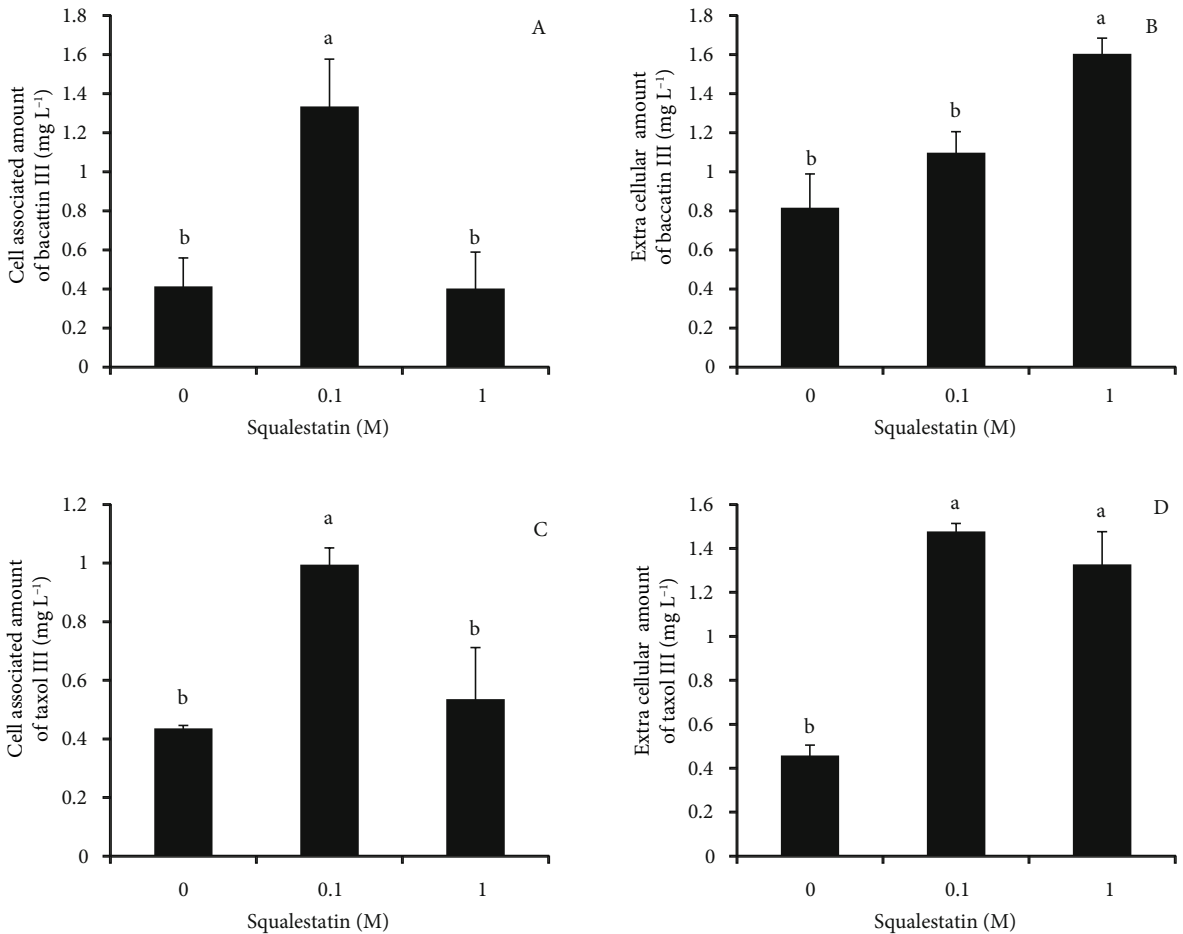 A
Cell associated amount
of bacattin III (mg L⁻¹)
1.8
1.6
1.4
1.2
1
0.8
0.6
0.4
0.2
0
b
a
b
0 0.1 1
Squalestatin (M)
B
Extra cellular amount
of baccatin III (mg L⁻¹)
1.8
1.6
1.4
1.2
1
0.8
0.6
0.4
0.2
0
b
b
a
0 0.1 1
Squalestatin (M)
C
Cell associated amount
of taxol III (mg L⁻¹)
1.2
1
0.8
0.6
0.4
0.2
0
b
a
b
0 0.1 1
Squalestatin (M)
D
Extra cellular amount
of taxol III (mg L⁻¹)
1.6
1.4
1.2
1
0.8
0.6
0.4
0.2
0
b
a
a
0 0.1 1
Squalestatin (M)